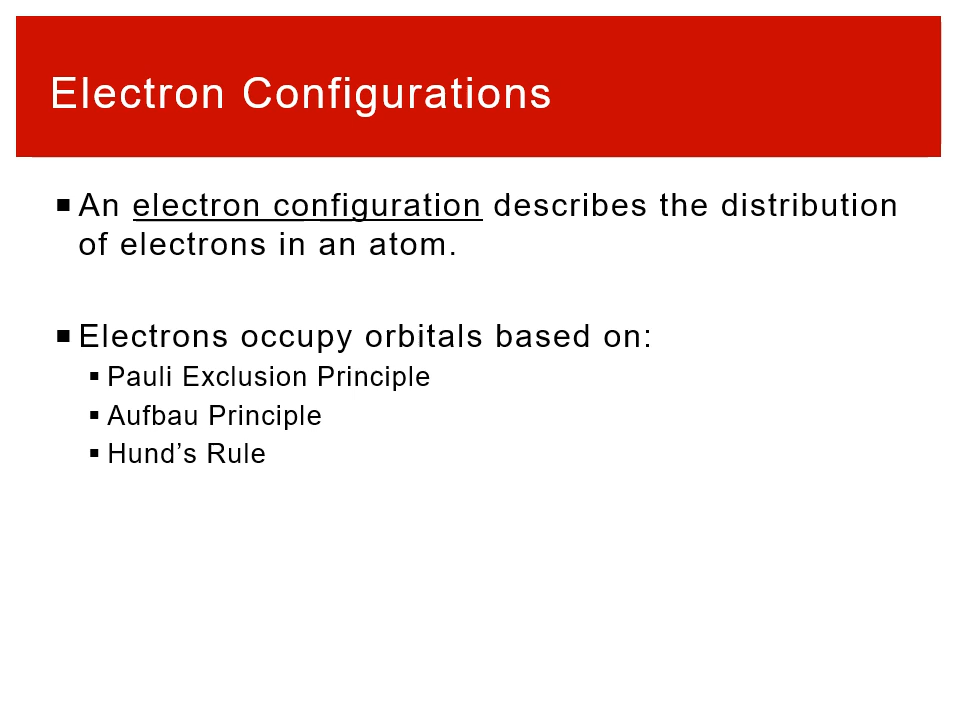 Electron Configurations
▪ An electron configuration describes the distribution
of electrons in an atom.
▪ Electrons occupy orbitals based on:
▪ Pauli Exclusion Principle
▪ Aufbau Principle
▪ Hund’s Rule